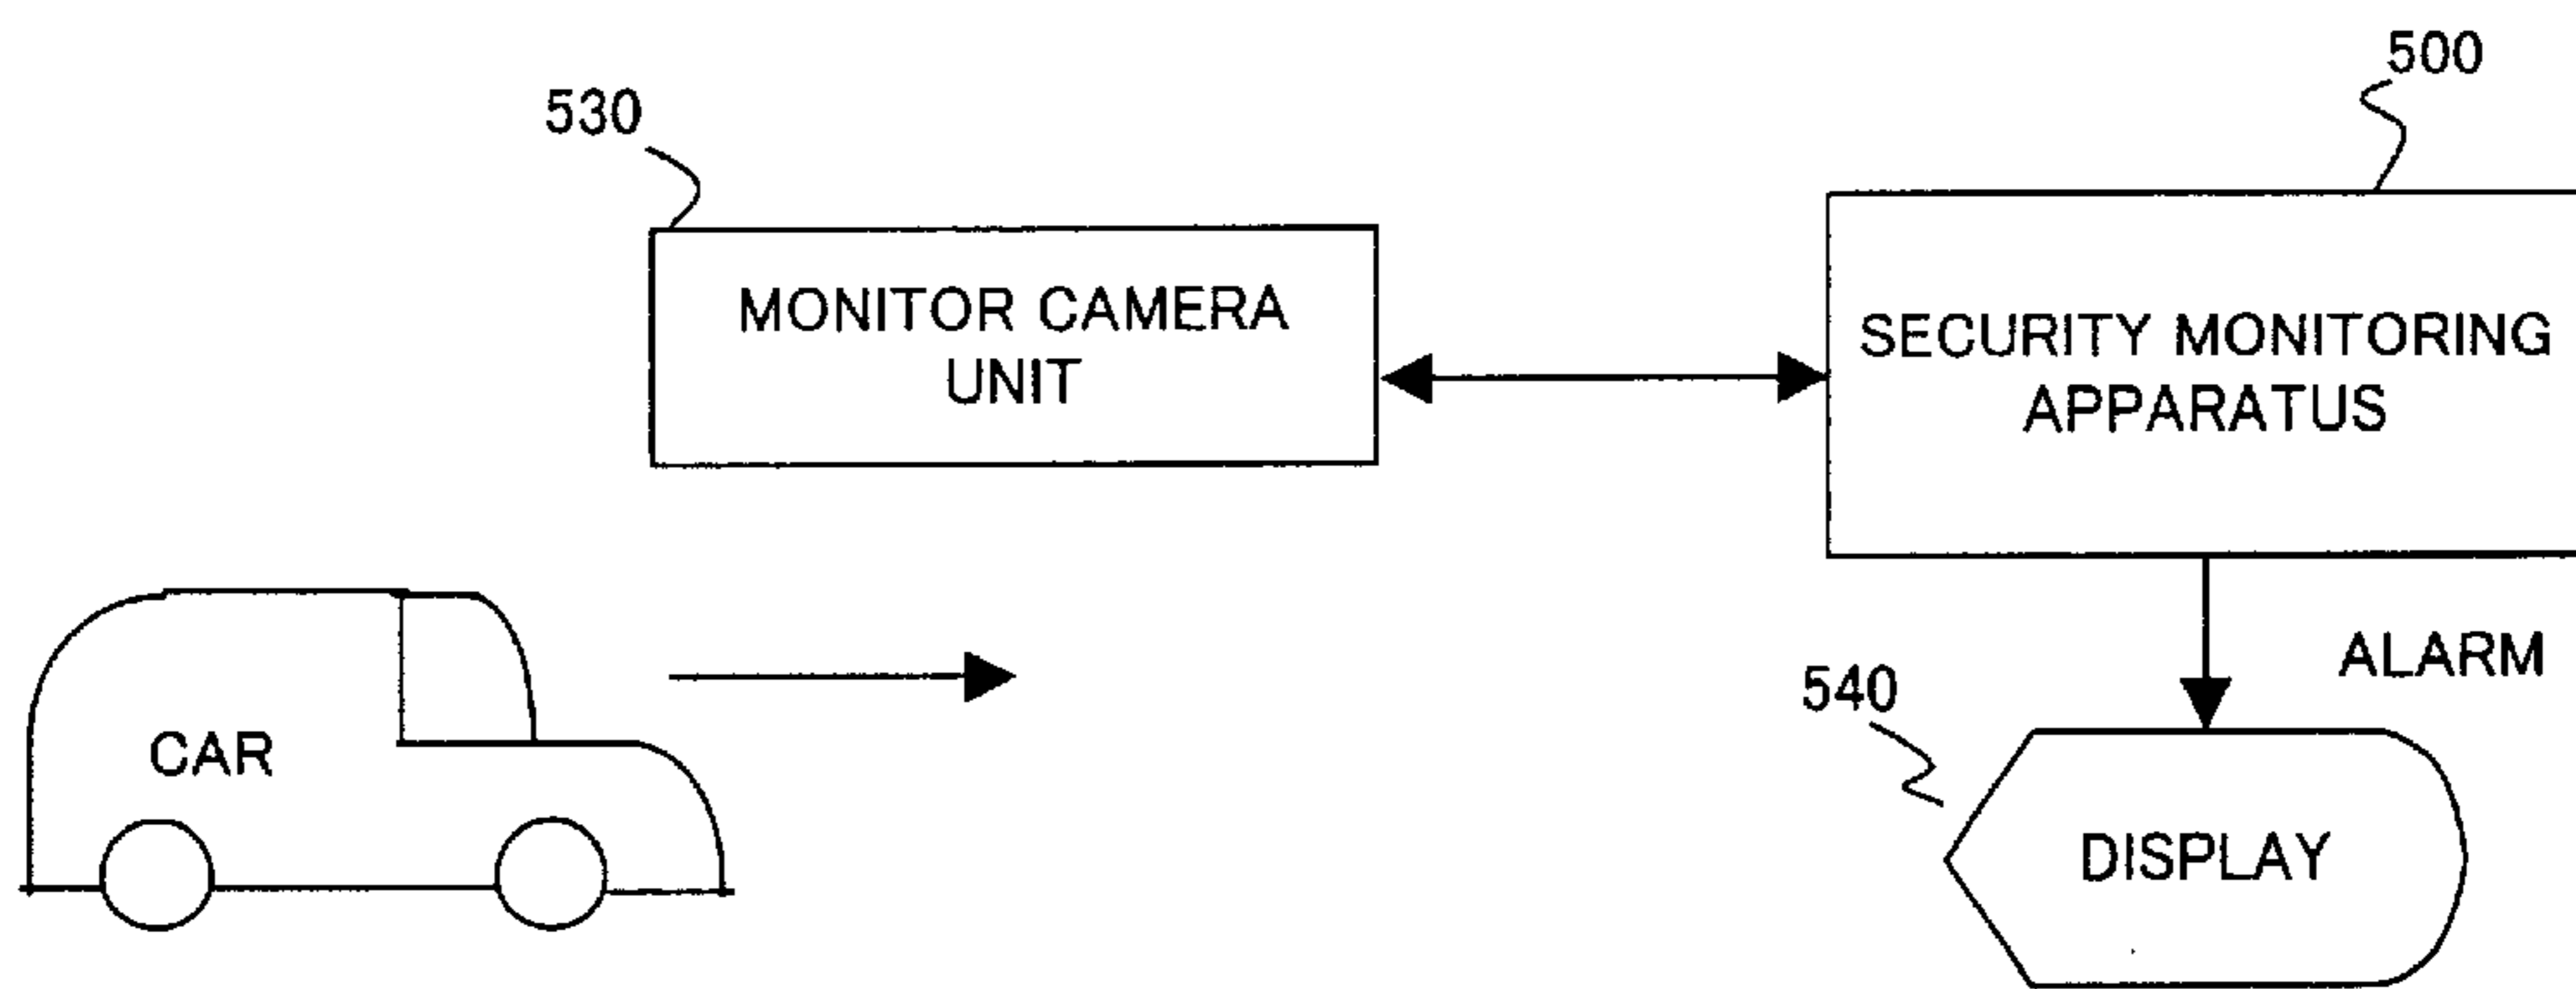 500
530
MONITOR CAMERA
UNIT
SECURITY MONITORING
APPARATUS
ALARM
540
CAR
DISPLAY